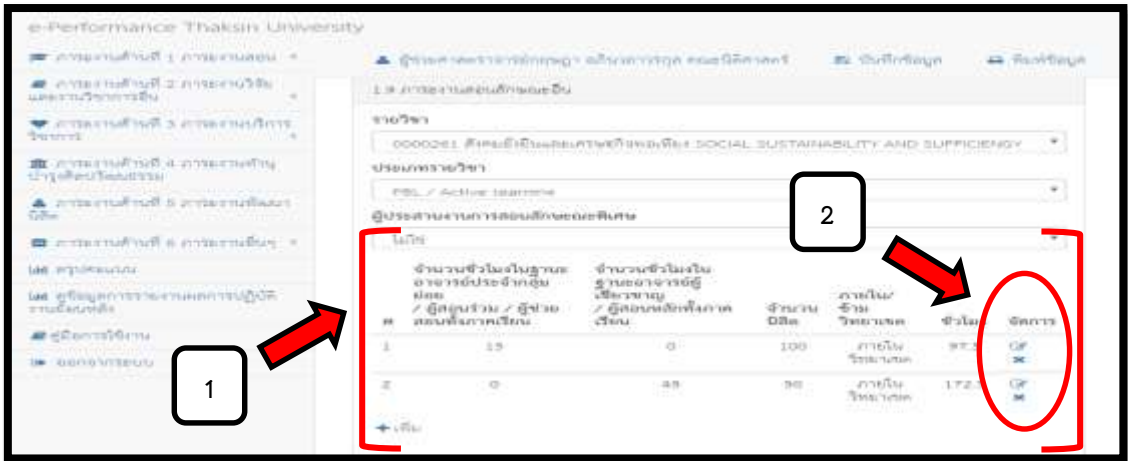 e-Performance Thaksin University
ภาระงานด้านที่ 1 ภาระงานสอน
ภาระงานด้านที่ 2 ภาระงานวิจัย
และงานวิชาการอื่น
ภาระงานด้านที่ 3 ภาระงานบริการ
วิชาการ
ภาระงานด้านที่ 4 ภาระงานทำนุ
บำรุงศิลปวัฒนธรรม
ภาระงานด้านที่ 5 ภาระงานพัฒนา
นิสิต
ภาระงานด้านที่ 6 ภาระงานอื่นๆ
สรุปคะแนน
ดูข้อมูลการรายงานผลการปฏิบัติ
งานย้อนหลัง
คู่มือการใช้งาน
ออกจากระบบ
คณะนิติศาสตร์
บันทึกข้อมูล
พิมพ์ข้อมูล
1.9 ภาระงานสอนลักษณะอื่น
รายวิชา
0000261 สังคมยั่งยืนและเศรษฐกิจพอเพียง SOCIAL SUSTAINABILITY AND SUFFICIENCY
ประเภทรายวิชา
PBL / Active learning
ผู้ประสานงานการสอนลักษณะพิเศษ
ไม่ใช่
# จำนวนชั่วโมงในฐานะอาจารย์ประจำกลุ่มย่อย / ผู้สอนร่วม / ผู้ช่วยสอนทั้งภาคเรียน
จำนวนชั่วโมงในฐานะอาจารย์ผู้เชี่ยวชาญ / ผู้สอนหลักทั้งภาคเรียน
จำนวนนิสิต
ภายใน/ข้ามวิทยาเขต
จัดการ
1 15 0 100 ภายในวิทยาเขต 97.5
2 0 45 90 ภายในวิทยาเขต 172.5
เพิ่ม
1
2